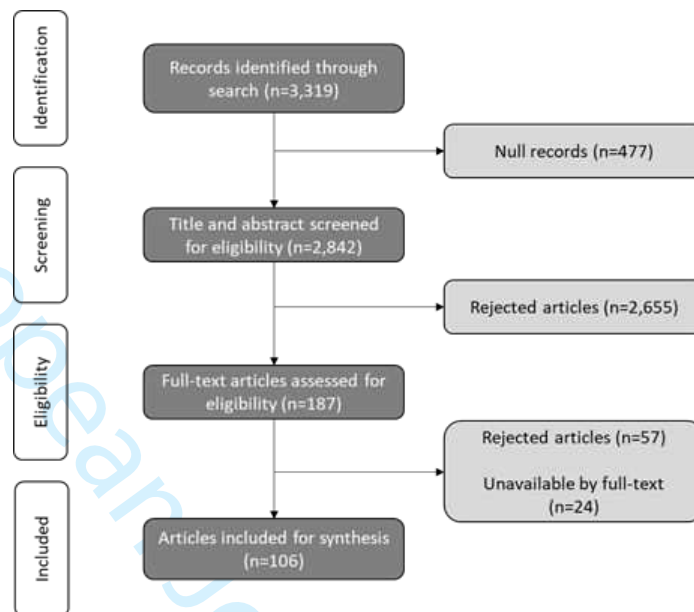 Identification
Records identified through
search (n=3,319)
Null records (n=477)
Screening
Title and abstract screened
for eligibility (n=2,842)
Rejected articles (n=2,655)
Eligibility
Full-text articles assessed for
eligibility (n=187)
Rejected articles (n=57)
Unavailable by full-text
(n=24)
Included
Articles included for synthesis
(n=106)